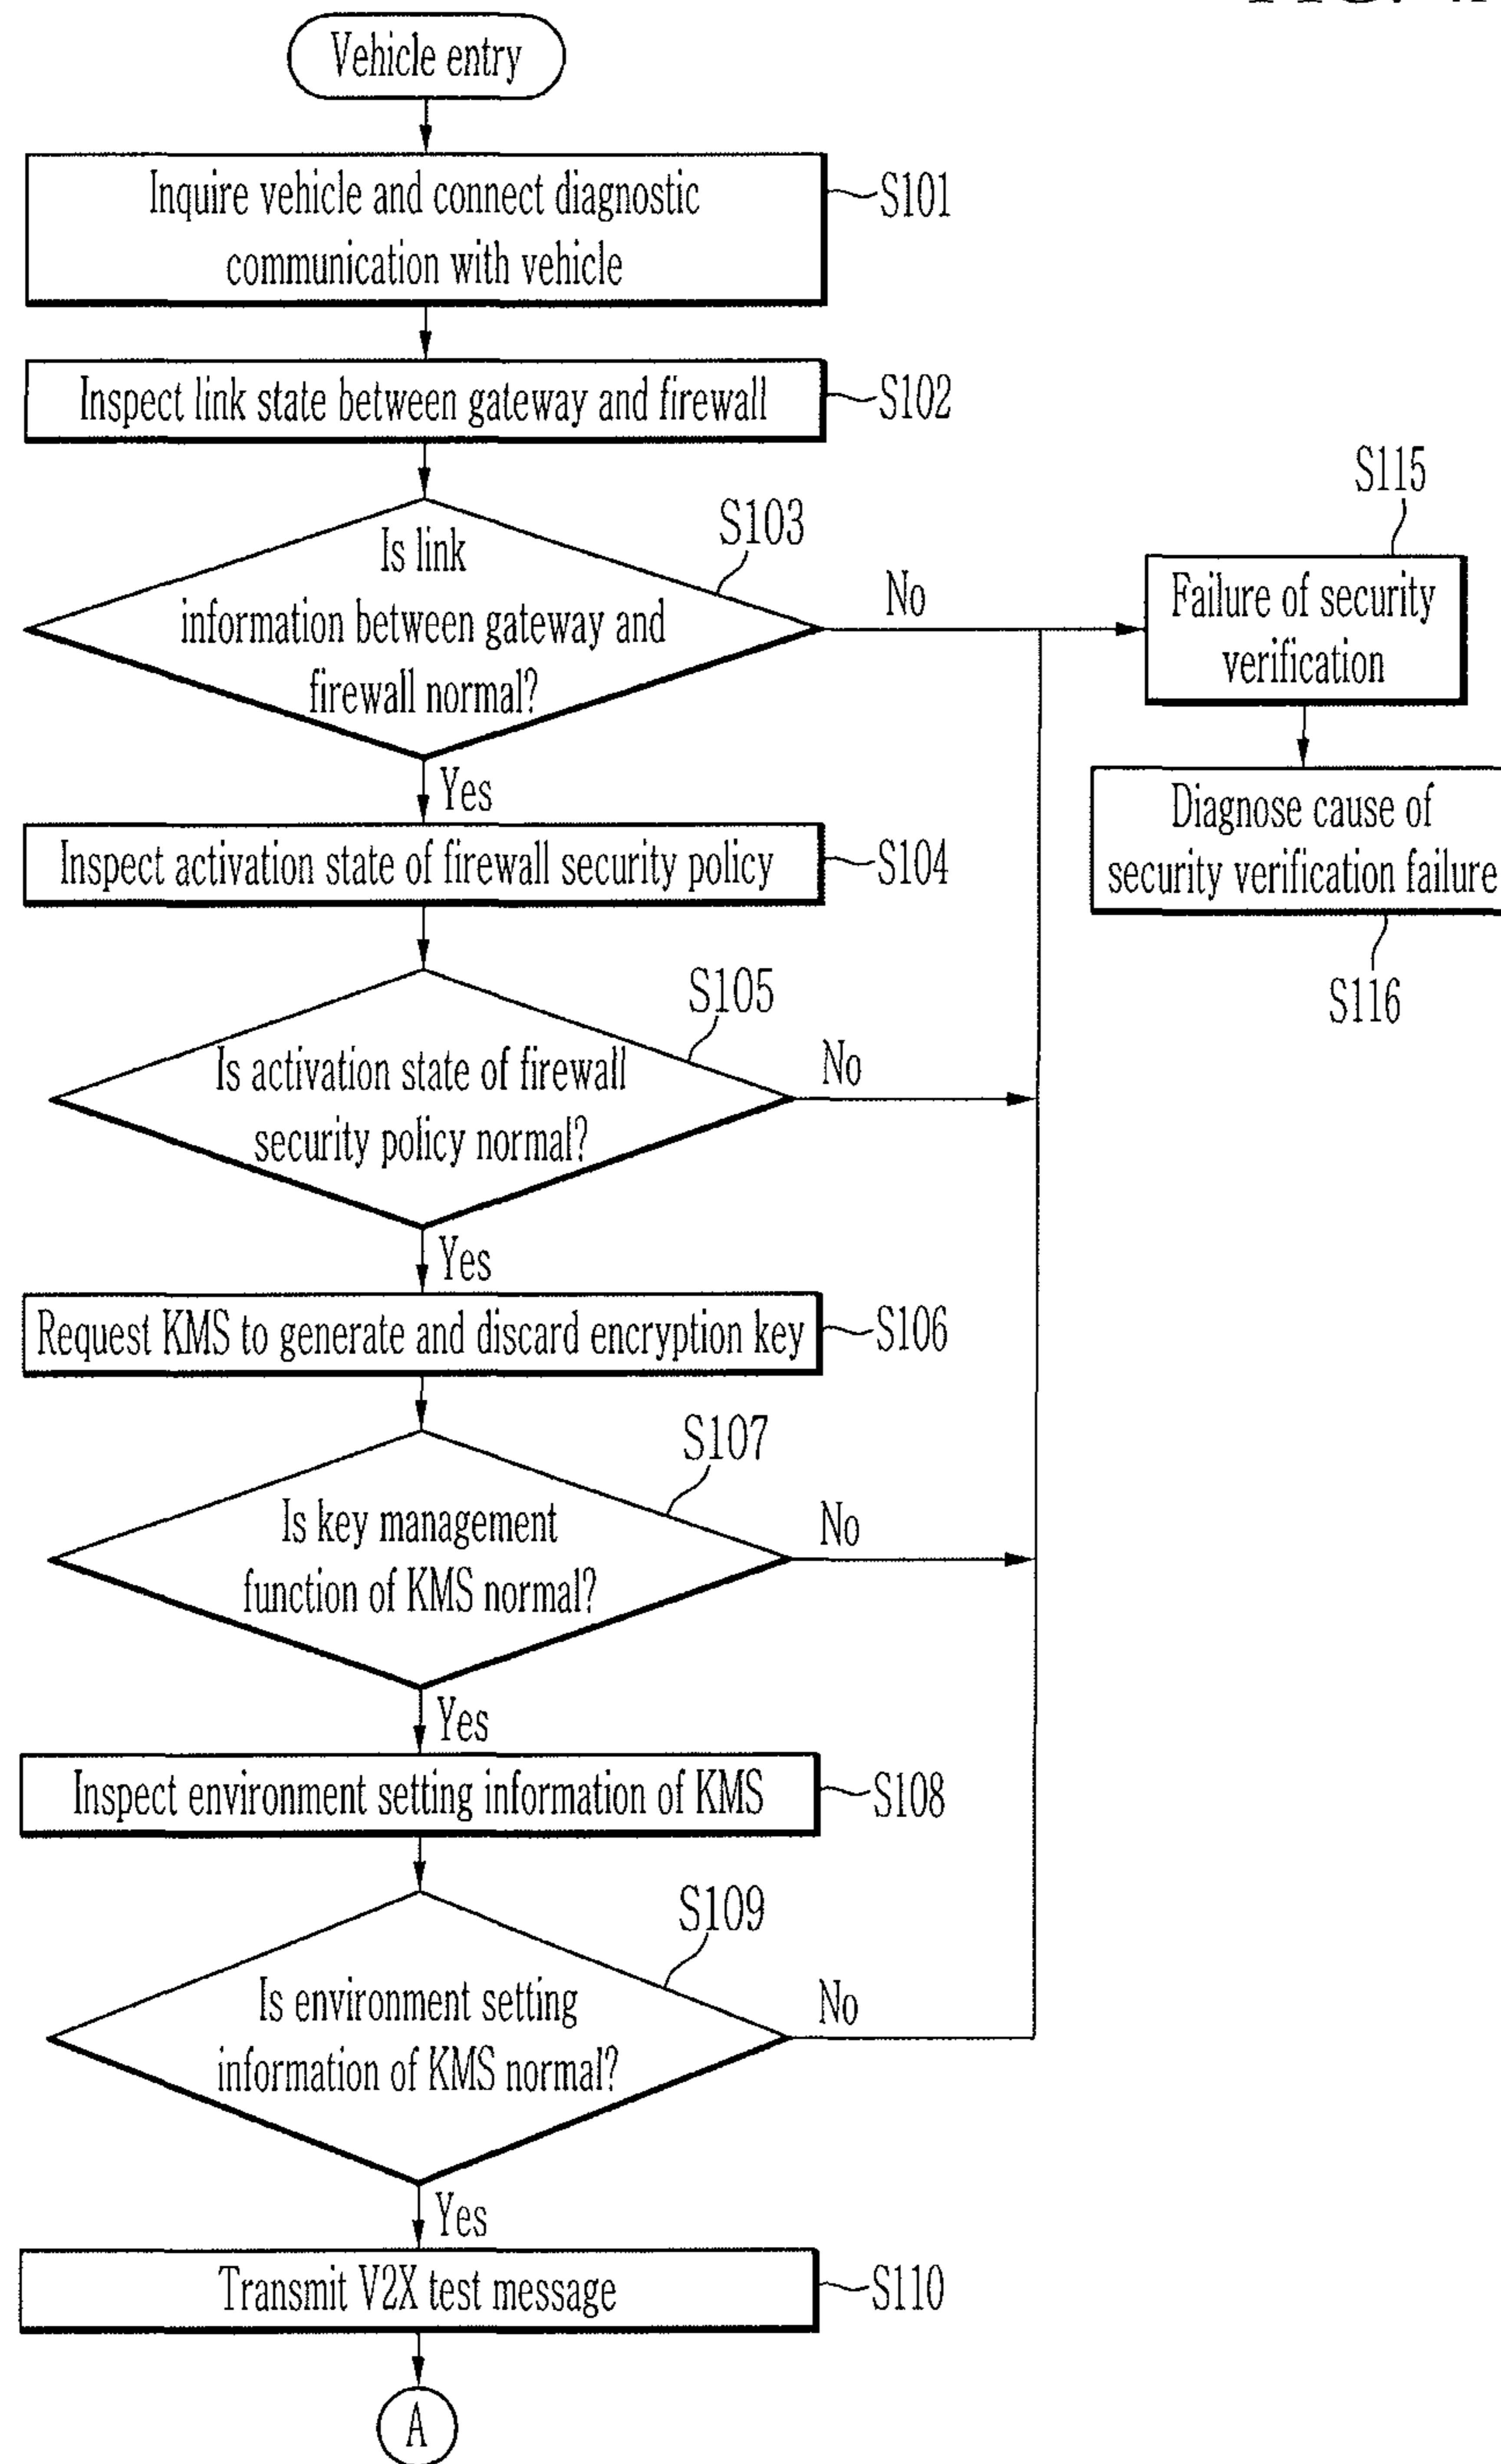 Vehicle entry
Inquire vehicle and connect diagnostic
communication with vehicle
S101
Inspect link state between gateway and firewall
S102
S103
Is link
information between gateway and
firewall normal?
No
S115
Failure of security
verification
Diagnose cause of
security verification failure
S116
Yes
Inspect activation state of firewall security policy
S104
S105
Is activation state of firewall
security policy normal?
No
Yes
Request KMS to generate and discard encryption key
S106
S107
Is key management
function of KMS normal?
No
Yes
Inspect environment setting information of KMS
S108
S109
Is environment setting
information of KMS normal?
No
Yes
Transmit V2X test message
S110
A